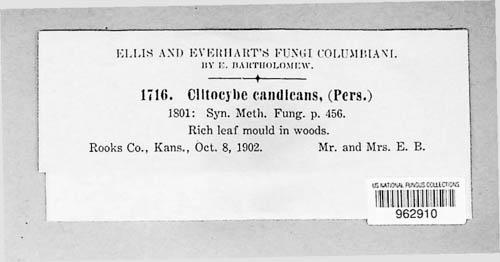 ELLIS AND EVERHART'S FUNGI COLUMBIANI.
BY E. BARTHOLOMEW.
1716. Clitocybe candicans, (Pers.)
1801: Syn. Meth. Fung. p. 456.
Rich leaf mould in woods.
Rooks Co., Kans., Oct. 8, 1902. Mr. and Mrs. E. B.
US NATIONAL FUNGUS COLLECTIONS
962910